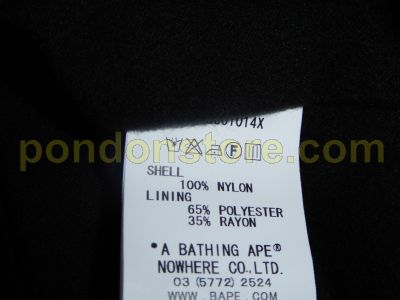 001014X
F
pondonstore.com
SHELL
100% NYLON
LINING
65% POLYESTER
35% RAYON
*A BATHING APE®
NOWHERE CO.,LTD.
03 (5772) 2524
WWW.BAPE.COM